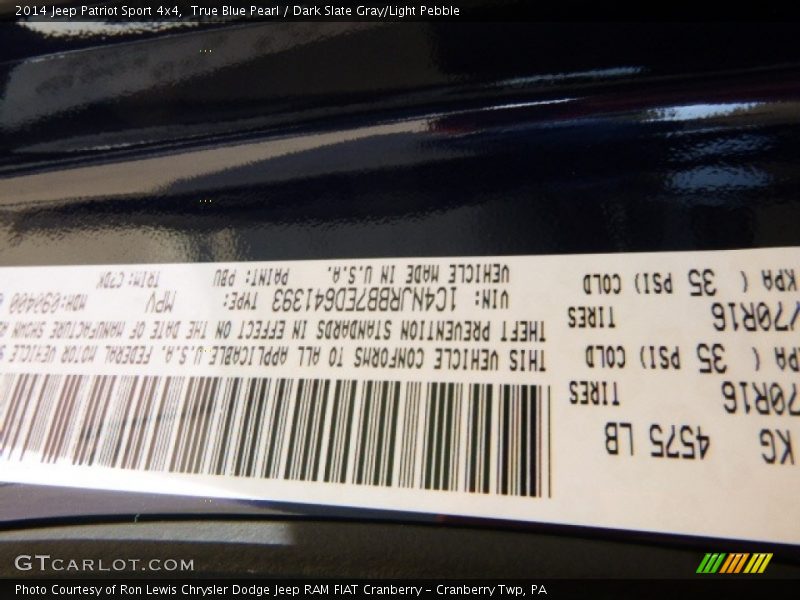 2014 Jeep Patriot Sport 4x4, True Blue Pearl / Dark Slate Gray/Light Pebble
KG 4575 LB
70R16 TIRES
KPA ( 35 PSI) COLD
/70R16 TIRES
KPA ( 35 PSI) COLD
THIS VEHICLE CONFORMS TO ALL APPLICABLE U.S.A. FEDERAL MOTOR VEHICLE
THEFT PREVENTION STANDARDS IN EFFECT ON THE DATE OF MANUFACTURE SHOWN
VIN: 1C4NJRBB7ED641393 TYPE: MPV MDH:090400
VEHICLE MADE IN U.S.A. PAINT: PBU TRIM: C7DK
GTCARLOT.COM
Photo Courtesy of Ron Lewis Chrysler Dodge Jeep RAM FIAT Cranberry – Cranberry Twp, PA